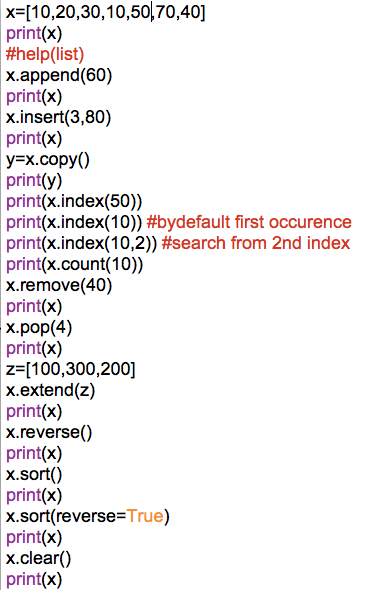 x=[10,20,30,10,50,70,40]
print(x)
#help(list)
x.append(60)
print(x)
x.insert(3,80)
print(x)
y=x.copy()
print(y)
print(x.index(50))
print(x.index(10)) #bydefault first occurence
print(x.index(10,2)) #search from 2nd index
print(x.count(10))
x.remove(40)
print(x)
x.pop(4)
print(x)
z=[100,300,200]
x.extend(z)
print(x)
x.reverse()
print(x)
x.sort()
print(x)
x.sort(reverse=True)
print(x)
x.clear()
print(x)